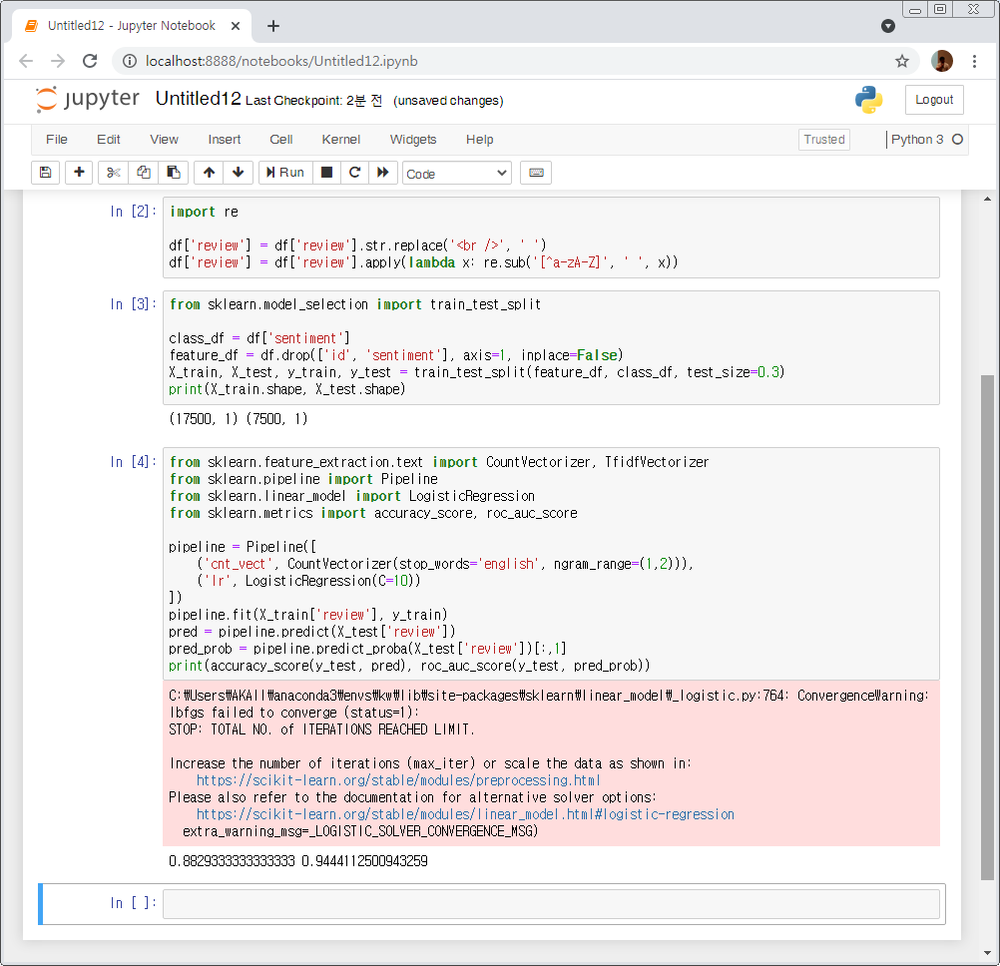 Untitled12 - Jupyter Notebook
localhost:8888/notebooks/Untitled12.ipynb
jupyter Untitled12 Last Checkpoint: 2분 전 (unsaved changes)
Logout
File Edit View Insert Cell Kernel Widgets Help
Trusted
Python 3
Run
Code
In [2]:
import re
df['review'] = df['review'].str.replace('<br />', ' ')
df['review'] = df['review'].apply(lambda x: re.sub('[^a-zA-Z]', ' ', x))
In [3]:
from sklearn.model_selection import train_test_split
class_df = df['sentiment']
feature_df = df.drop(['id', 'sentiment'], axis=1, inplace=False)
X_train, X_test, y_train, y_test = train_test_split(feature_df, class_df, test_size=0.3)
print(X_train.shape, X_test.shape)
(17500, 1) (7500, 1)
In [4]:
from sklearn.feature_extraction.text import CountVectorizer, TfidfVectorizer
from sklearn.pipeline import Pipeline
from sklearn.linear_model import LogisticRegression
from sklearn.metrics import accuracy_score, roc_auc_score
pipeline = Pipeline([
('cnt_vect', CountVectorizer(stop_words='english', ngram_range=(1,2))),
('lr', LogisticRegression(C=10))
])
pipeline.fit(X_train['review'], y_train)
pred = pipeline.predict(X_test['review'])
pred_prob = pipeline.predict_proba(X_test['review'])[:,1]
print(accuracy_score(y_test, pred), roc_auc_score(y_test, pred_prob))
C:₩Users₩AKAII₩anaconda3₩envs₩kw₩lib₩site-packages₩sklearn₩linear_model₩_logistic.py:764: ConvergenceWarning:
lbfgs failed to converge (status=1):
STOP: TOTAL NO. of ITERATIONS REACHED LIMIT.
Increase the number of iterations (max_iter) or scale the data as shown in:
https://scikit-learn.org/stable/modules/preprocessing.html
Please also refer to the documentation for alternative solver options:
https://scikit-learn.org/stable/modules/linear_model.html#logistic-regression
extra_warning_msg=_LOGISTIC_SOLVER_CONVERGENCE_MSG)
0.8829333333333333 0.9444112500943259
In [ ]: